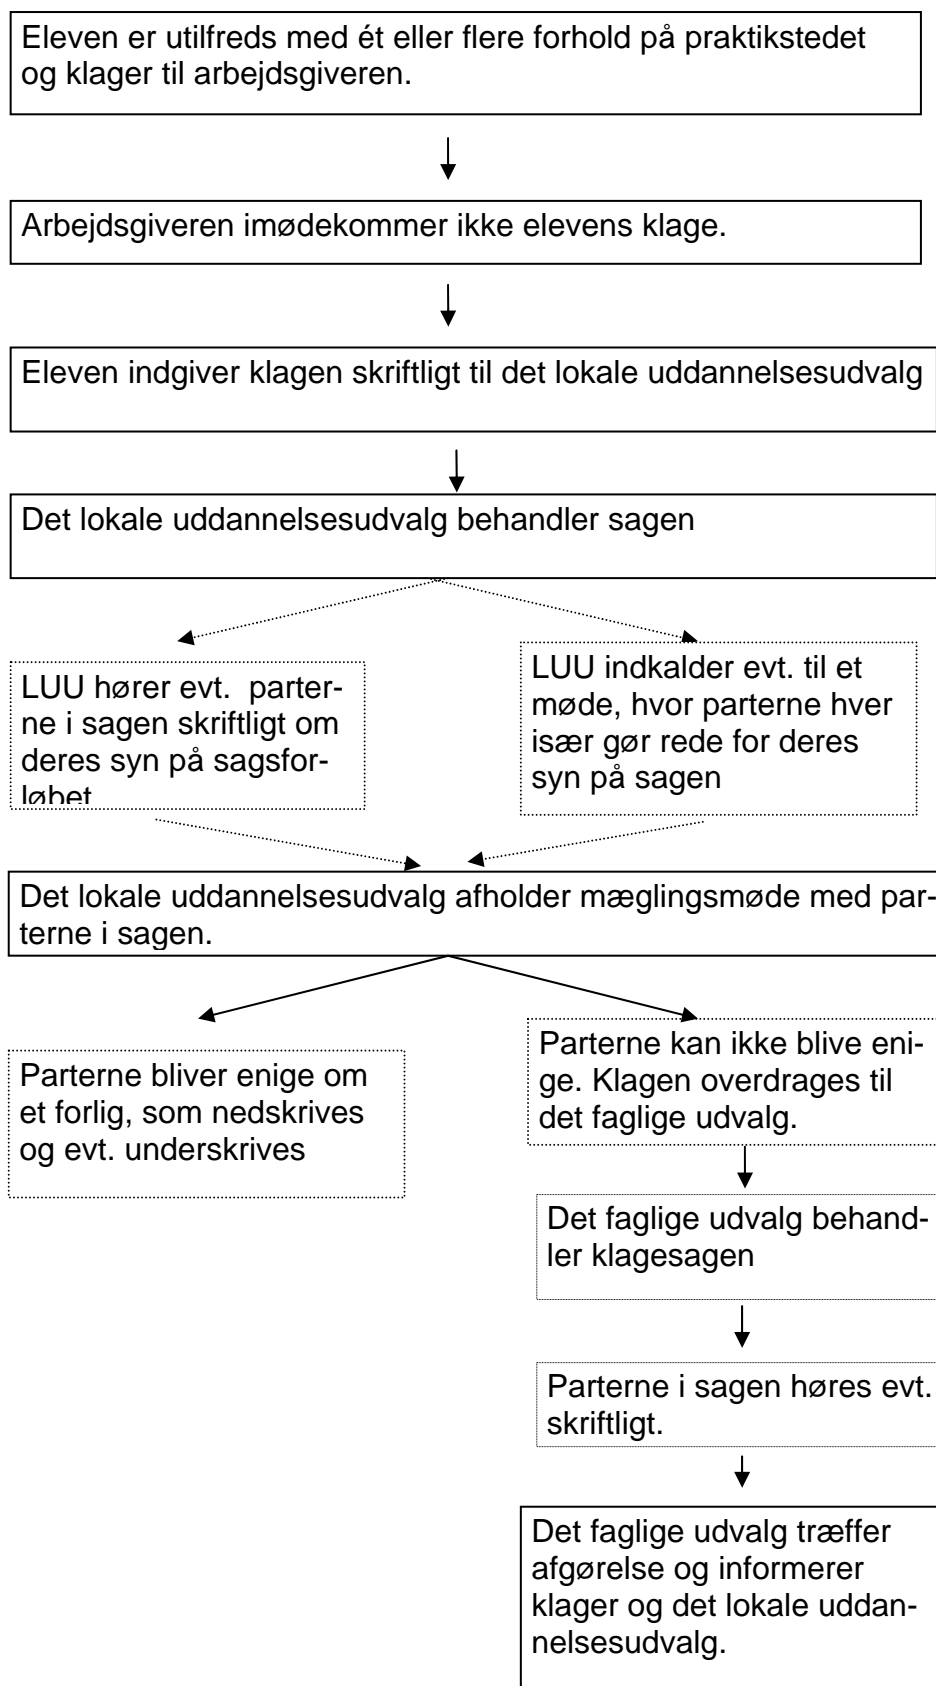 Eleven er utilfreds med ét eller flere forhold på praktikstedet
og klager til arbejdsgiveren.
Arbejdsgiveren imødekommer ikke elevens klage.
Eleven indgiver klagen skriftligt til det lokale uddannelsesudvalg
Det lokale uddannelsesudvalg behandler sagen
LUU hører evt.  parter-
ne i sagen skriftligt om
deres syn på sagsfor-
løbet
LUU indkalder evt. til et
møde, hvor parterne hver
især gør rede for deres
syn på sagen
Det lokale uddannelsesudvalg afholder mæglingsmøde med par-
terne i sagen.
Parterne bliver enige om
et forlig, som nedskrives
og evt. underskrives
Parterne kan ikke blive eni-
ge. Klagen overdrages til
det faglige udvalg.
Det faglige udvalg behand-
ler klagesagen
Parterne i sagen høres evt.
skriftligt.
Det faglige udvalg træffer
afgørelse og informerer
klager og det lokale uddan-
nelsesudvalg.